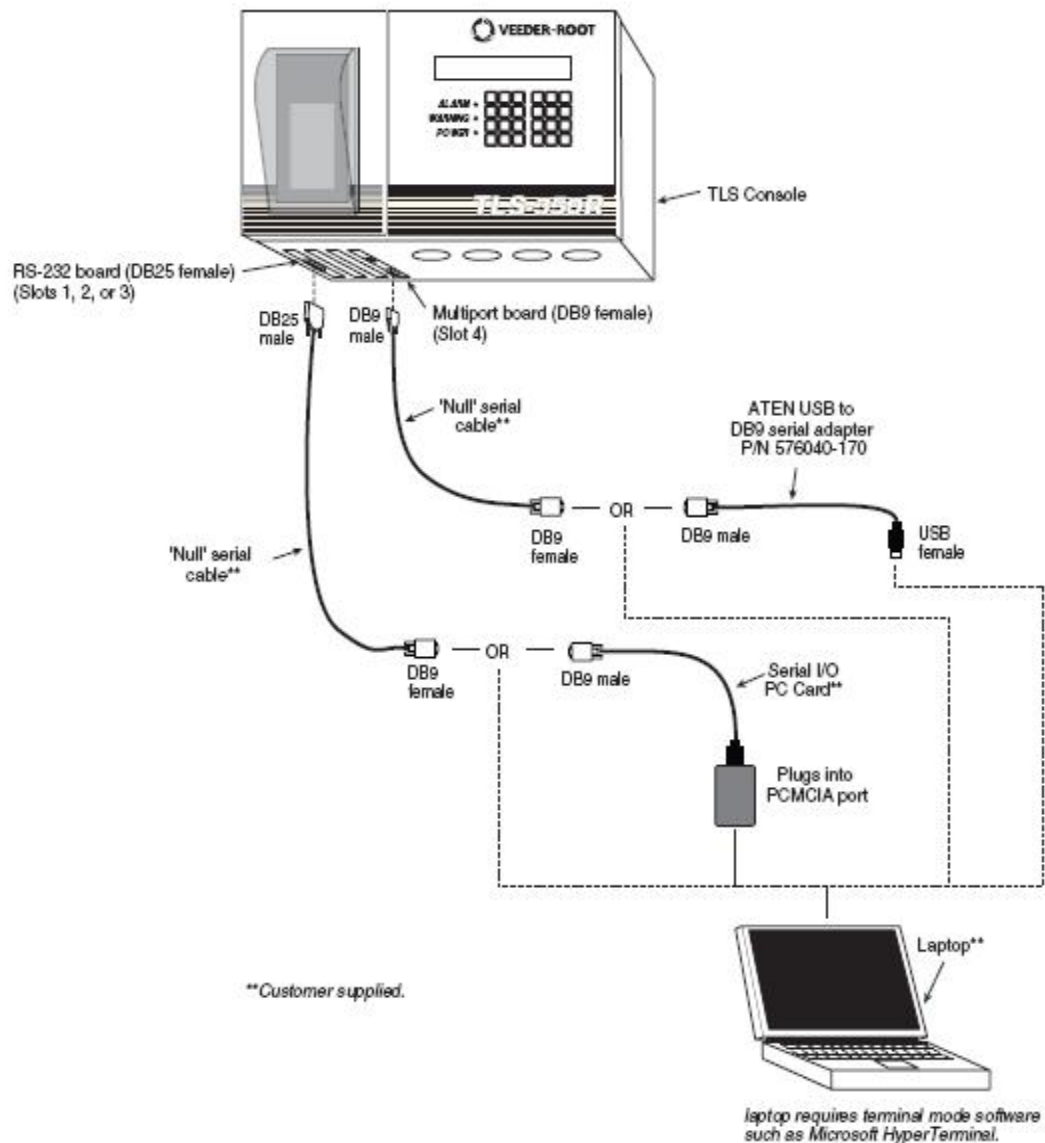 VEEDER-ROOT
ALARM
WARNING
POWER
TLS-350R
TLS Console
RS-232 board (DB25 female)
(Slots 1, 2, or 3)
DB25
male
DB9
male
Multiport board (DB9 female)
(Slot 4)
'Null' serial
cable**
ATEN USB to
DB9 serial adapter
P/N 576040-170
DB9
female
OR
DB9 male
USB
female
'Null' serial
cable**
DB9
female
OR
DB9 male
Serial I/O
PC Card**
Plugs into
PCMCIA port
Laptop**
**Customer supplied.
laptop requires terminal mode software
such as Microsoft HyperTerminal.